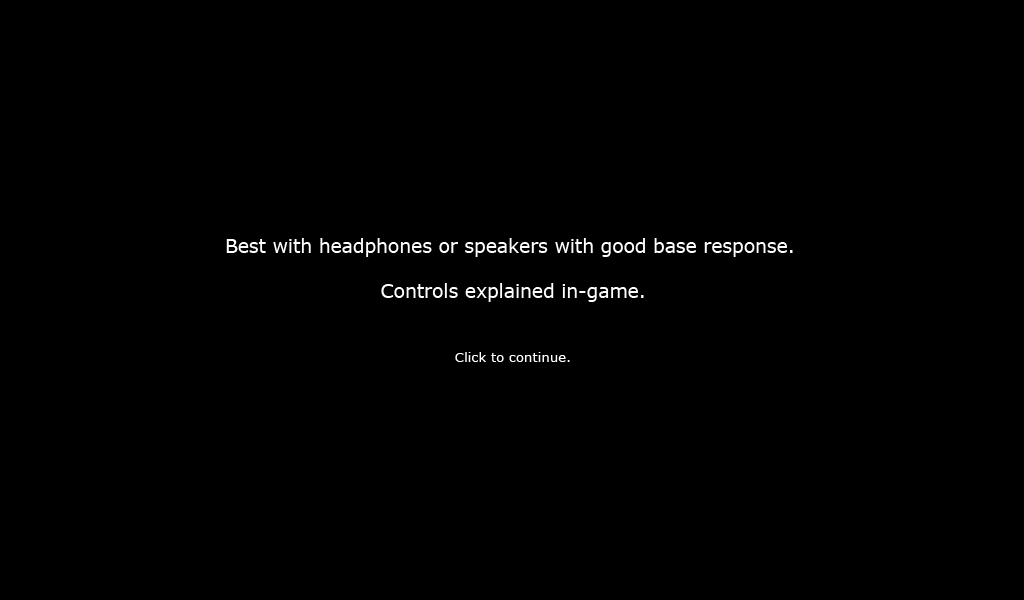 Best with headphones or speakers with good base response.
Controls explained in-game.
Click to continue.